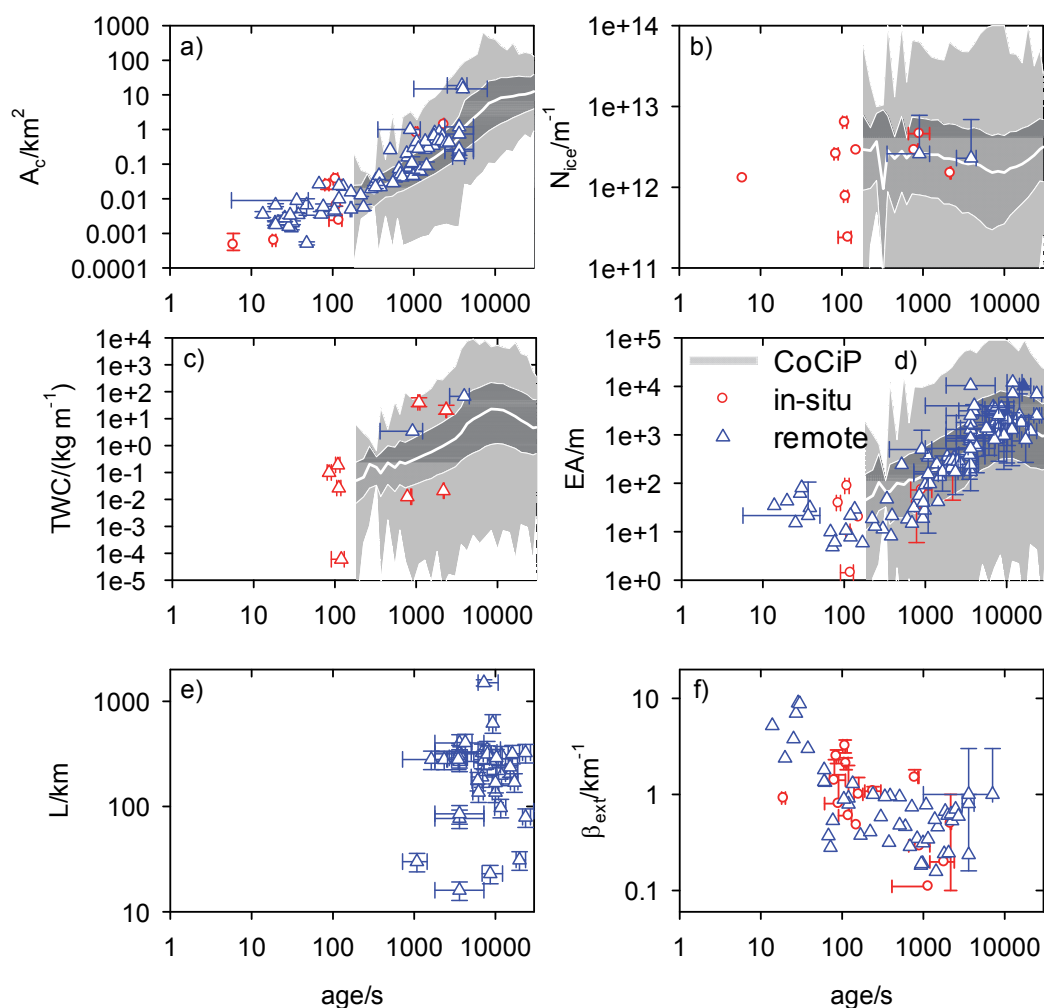 a)
A_c/km²
1000
100
10
1
0.1
0.01
0.001
0.0001
1 10 100 1000 10000
b)
N_ice/m⁻¹
1e+14
1e+13
1e+12
1e+11
1 10 100 1000 10000
c)
TWC/(kg m⁻¹)
1e+4
1e+3
1e+2
1e+1
1e+0
1e-1
1e-2
1e-3
1e-4
1e-5
1 10 100 1000 10000
d)
EA/m
1e+5
1e+4
1e+3
1e+2
1e+1
1e+0
CoCiP
in-situ
remote
1 10 100 1000 10000
e)
L/km
1000
100
10
1 10 100 1000 10000
age/s
f)
β_ext/km⁻¹
10
1
0.1
1 10 100 1000 10000
age/s